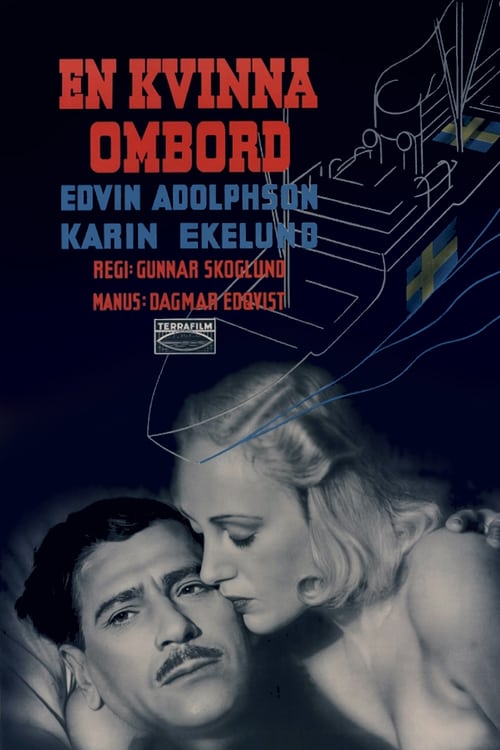 EN KVINNA
OMBORD
EDVIN ADOLPHSON
KARIN EKELUND
REGI: GUNNAR SKOGLUND
MANUS: DAGMAR EDQVIST
TERRAFILM